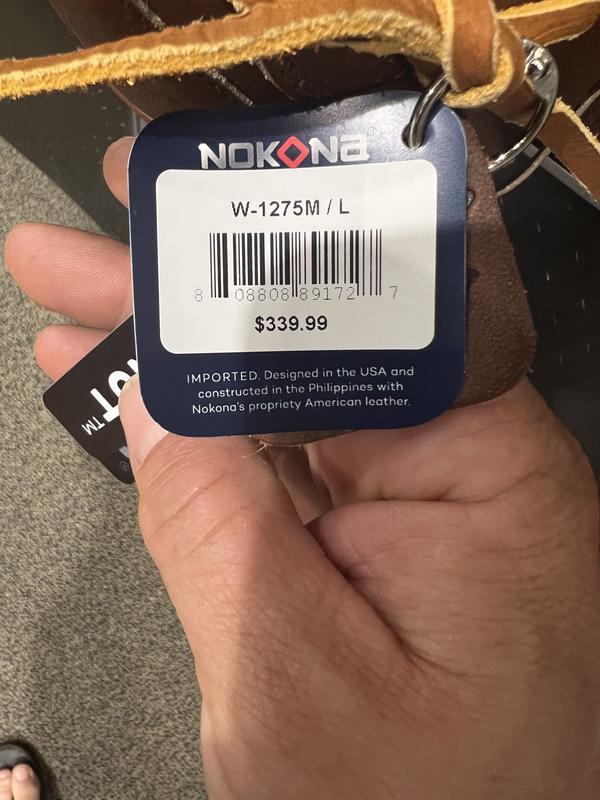 NOKONA®
W-1275M / L
8 08808 89172 7
$339.99
IMPORTED. Designed in the USA and
constructed in the Philippines with
Nokona's propriety American leather.
™
®